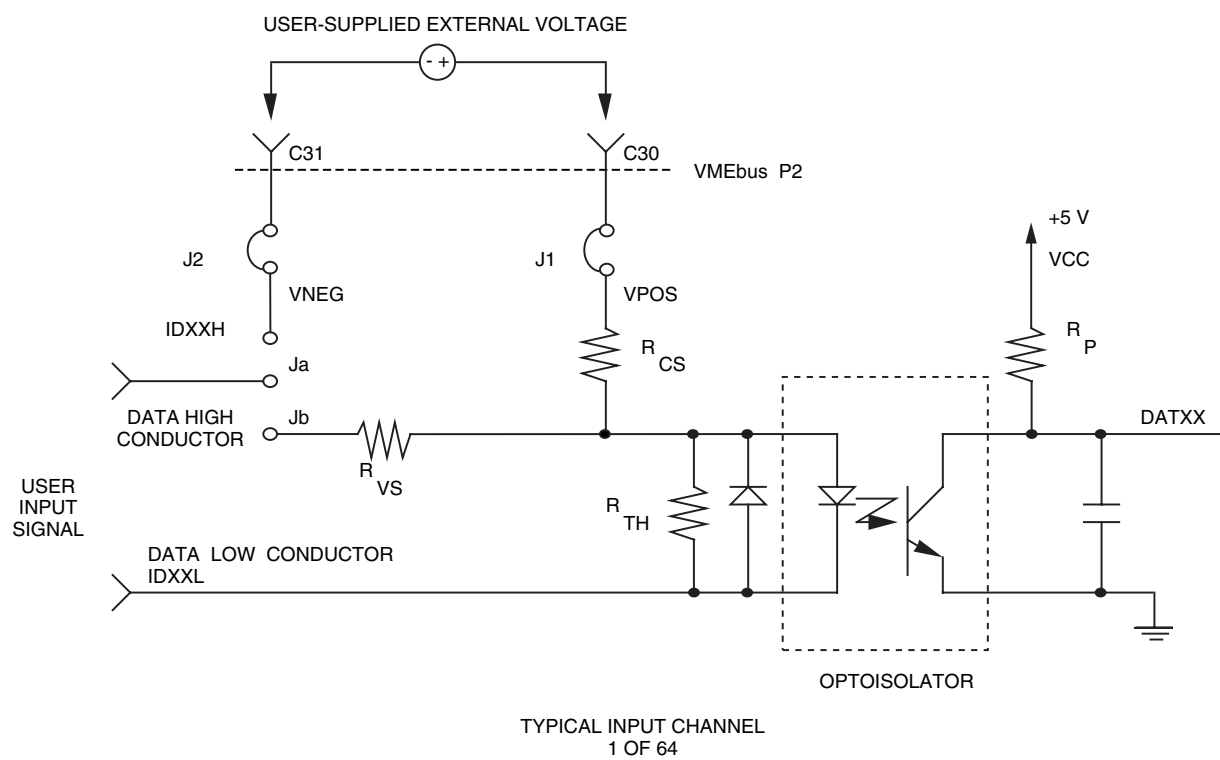 USER-SUPPLIED EXTERNAL VOLTAGE
- +
C31
C30
VMEbus P2
+5 V
J2
J1
VCC
VNEG
VPOS
IDXXH
R
CS
R
P
Ja
DATA HIGH
CONDUCTOR
Jb
DATXX
R
VS
USER
INPUT
SIGNAL
R
TH
DATA LOW CONDUCTOR
IDXXL
OPTOISOLATOR
TYPICAL INPUT CHANNEL
1 OF 64